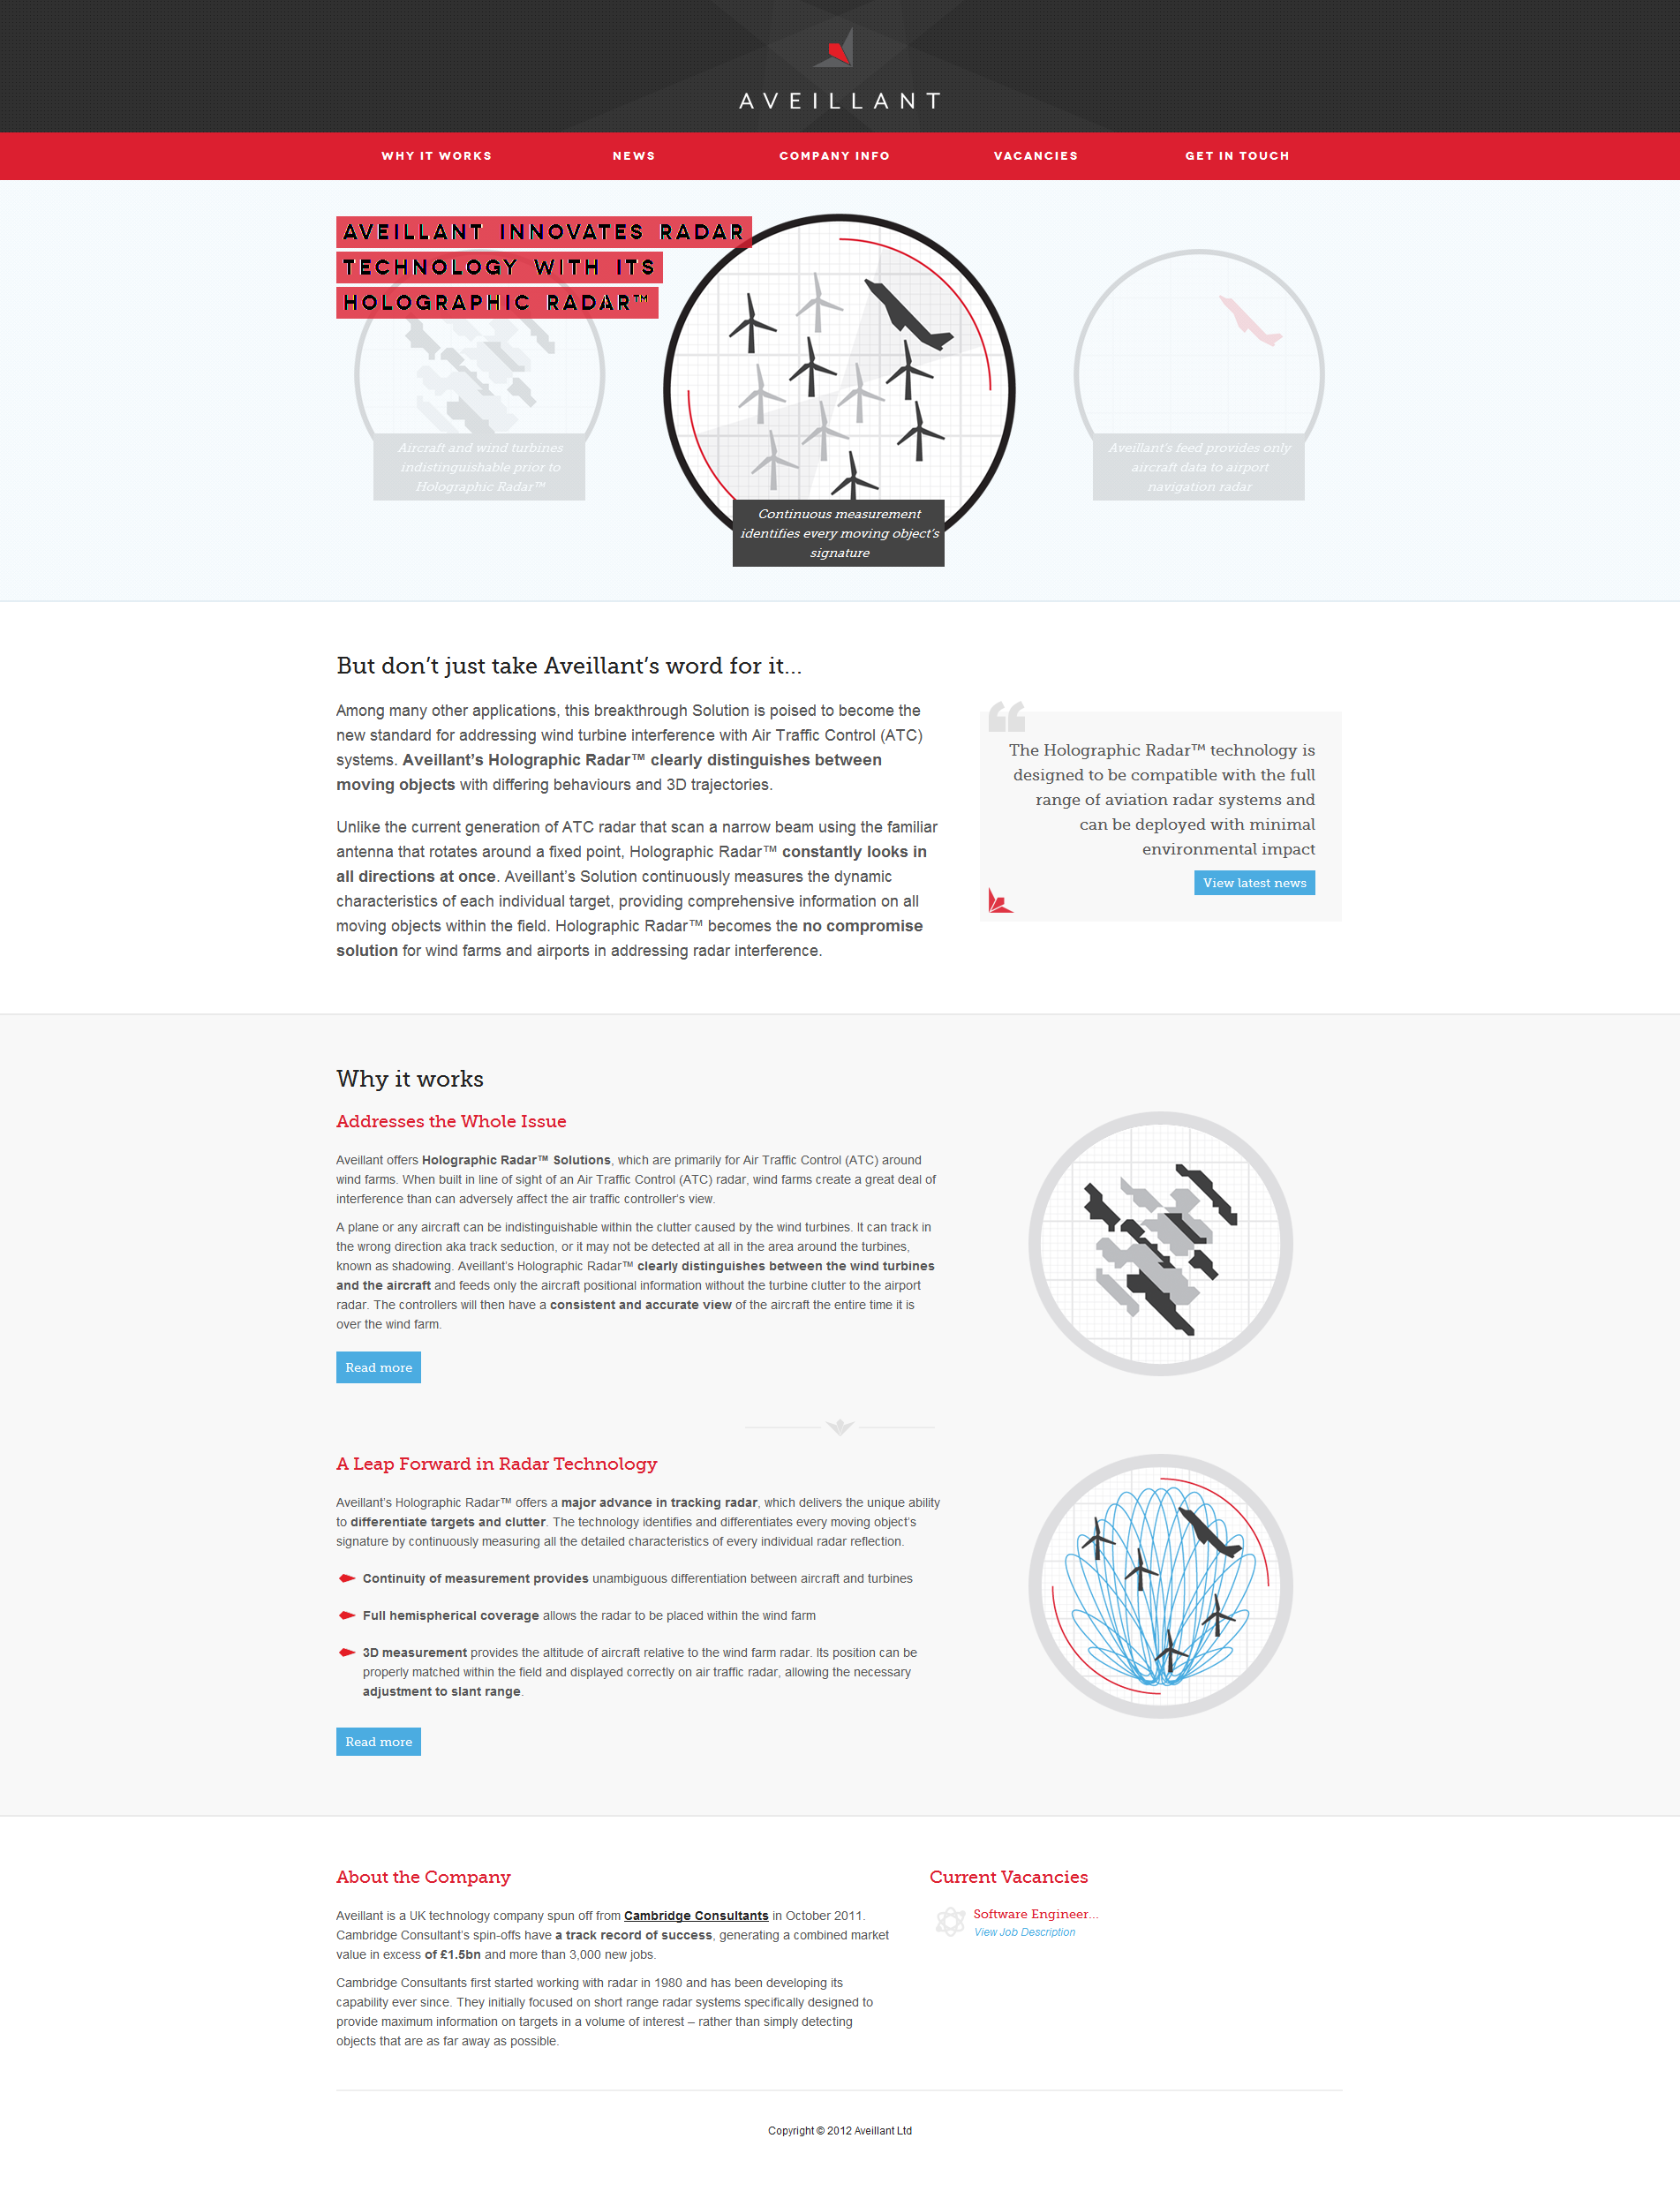 AVEILLANT
WHY IT WORKS
NEWS
COMPANY INFO
VACANCIES
GET IN TOUCH
AVEILLANT INNOVATES RADAR
TECHNOLOGY WITH ITS
HOLOGRAPHIC RADAR™
Aircraft and wind turbines
indistinguishable prior to
Holographic Radar™
Continuous measurement
identifies every moving object’s
signature
Aveillant’s feed provides only
aircraft data to airport
navigation radar
But don’t just take Aveillant’s word for it...
Among many other applications, this breakthrough Solution is poised to become the
new standard for addressing wind turbine interference with Air Traffic Control (ATC)
systems. Aveillant’s Holographic Radar™ clearly distinguishes between
moving objects with differing behaviours and 3D trajectories.
Unlike the current generation of ATC radar that scan a narrow beam using the familiar
antenna that rotates around a fixed point, Holographic Radar™ constantly looks in
all directions at once. Aveillant’s Solution continuously measures the dynamic
characteristics of each individual target, providing comprehensive information on all
moving objects within the field. Holographic Radar™ becomes the no compromise
solution for wind farms and airports in addressing radar interference.
“
The Holographic Radar™ technology is
designed to be compatible with the full
range of aviation radar systems and
can be deployed with minimal
environmental impact
View latest news
Why it works
Addresses the Whole Issue
Aveillant offers Holographic Radar™ Solutions, which are primarily for Air Traffic Control (ATC) around
wind farms. When built in line of sight of an Air Traffic Control (ATC) radar, wind farms create a great deal of
interference than can adversely affect the air traffic controller’s view.
A plane or any aircraft can be indistinguishable within the clutter caused by the wind turbines. It can track in
the wrong direction aka track seduction, or it may not be detected at all in the area around the turbines,
known as shadowing. Aveillant’s Holographic Radar™ clearly distinguishes between the wind turbines
and the aircraft and feeds only the aircraft positional information without the turbine clutter to the airport
radar. The controllers will then have a consistent and accurate view of the aircraft the entire time it is
over the wind farm.
Read more
A Leap Forward in Radar Technology
Aveillant’s Holographic Radar™ offers a major advance in tracking radar, which delivers the unique ability
to differentiate targets and clutter. The technology identifies and differentiates every moving object’s
signature by continuously measuring all the detailed characteristics of every individual radar reflection.
Continuity of measurement provides unambiguous differentiation between aircraft and turbines
Full hemispherical coverage allows the radar to be placed within the wind farm
3D measurement provides the altitude of aircraft relative to the wind farm radar. Its position can be
properly matched within the field and displayed correctly on air traffic radar, allowing the necessary
adjustment to slant range.
Read more
About the Company
Aveillant is a UK technology company spun off from Cambridge Consultants in October 2011.
Cambridge Consultant’s spin-offs have a track record of success, generating a combined market
value in excess of £1.5bn and more than 3,000 new jobs.
Cambridge Consultants first started working with radar in 1980 and has been developing its
capability ever since. They initially focused on short range radar systems specifically designed to
provide maximum information on targets in a volume of interest – rather than simply detecting
objects that are as far away as possible.
Current Vacancies
Software Engineer...
View Job Description
Copyright © 2012 Aveillant Ltd